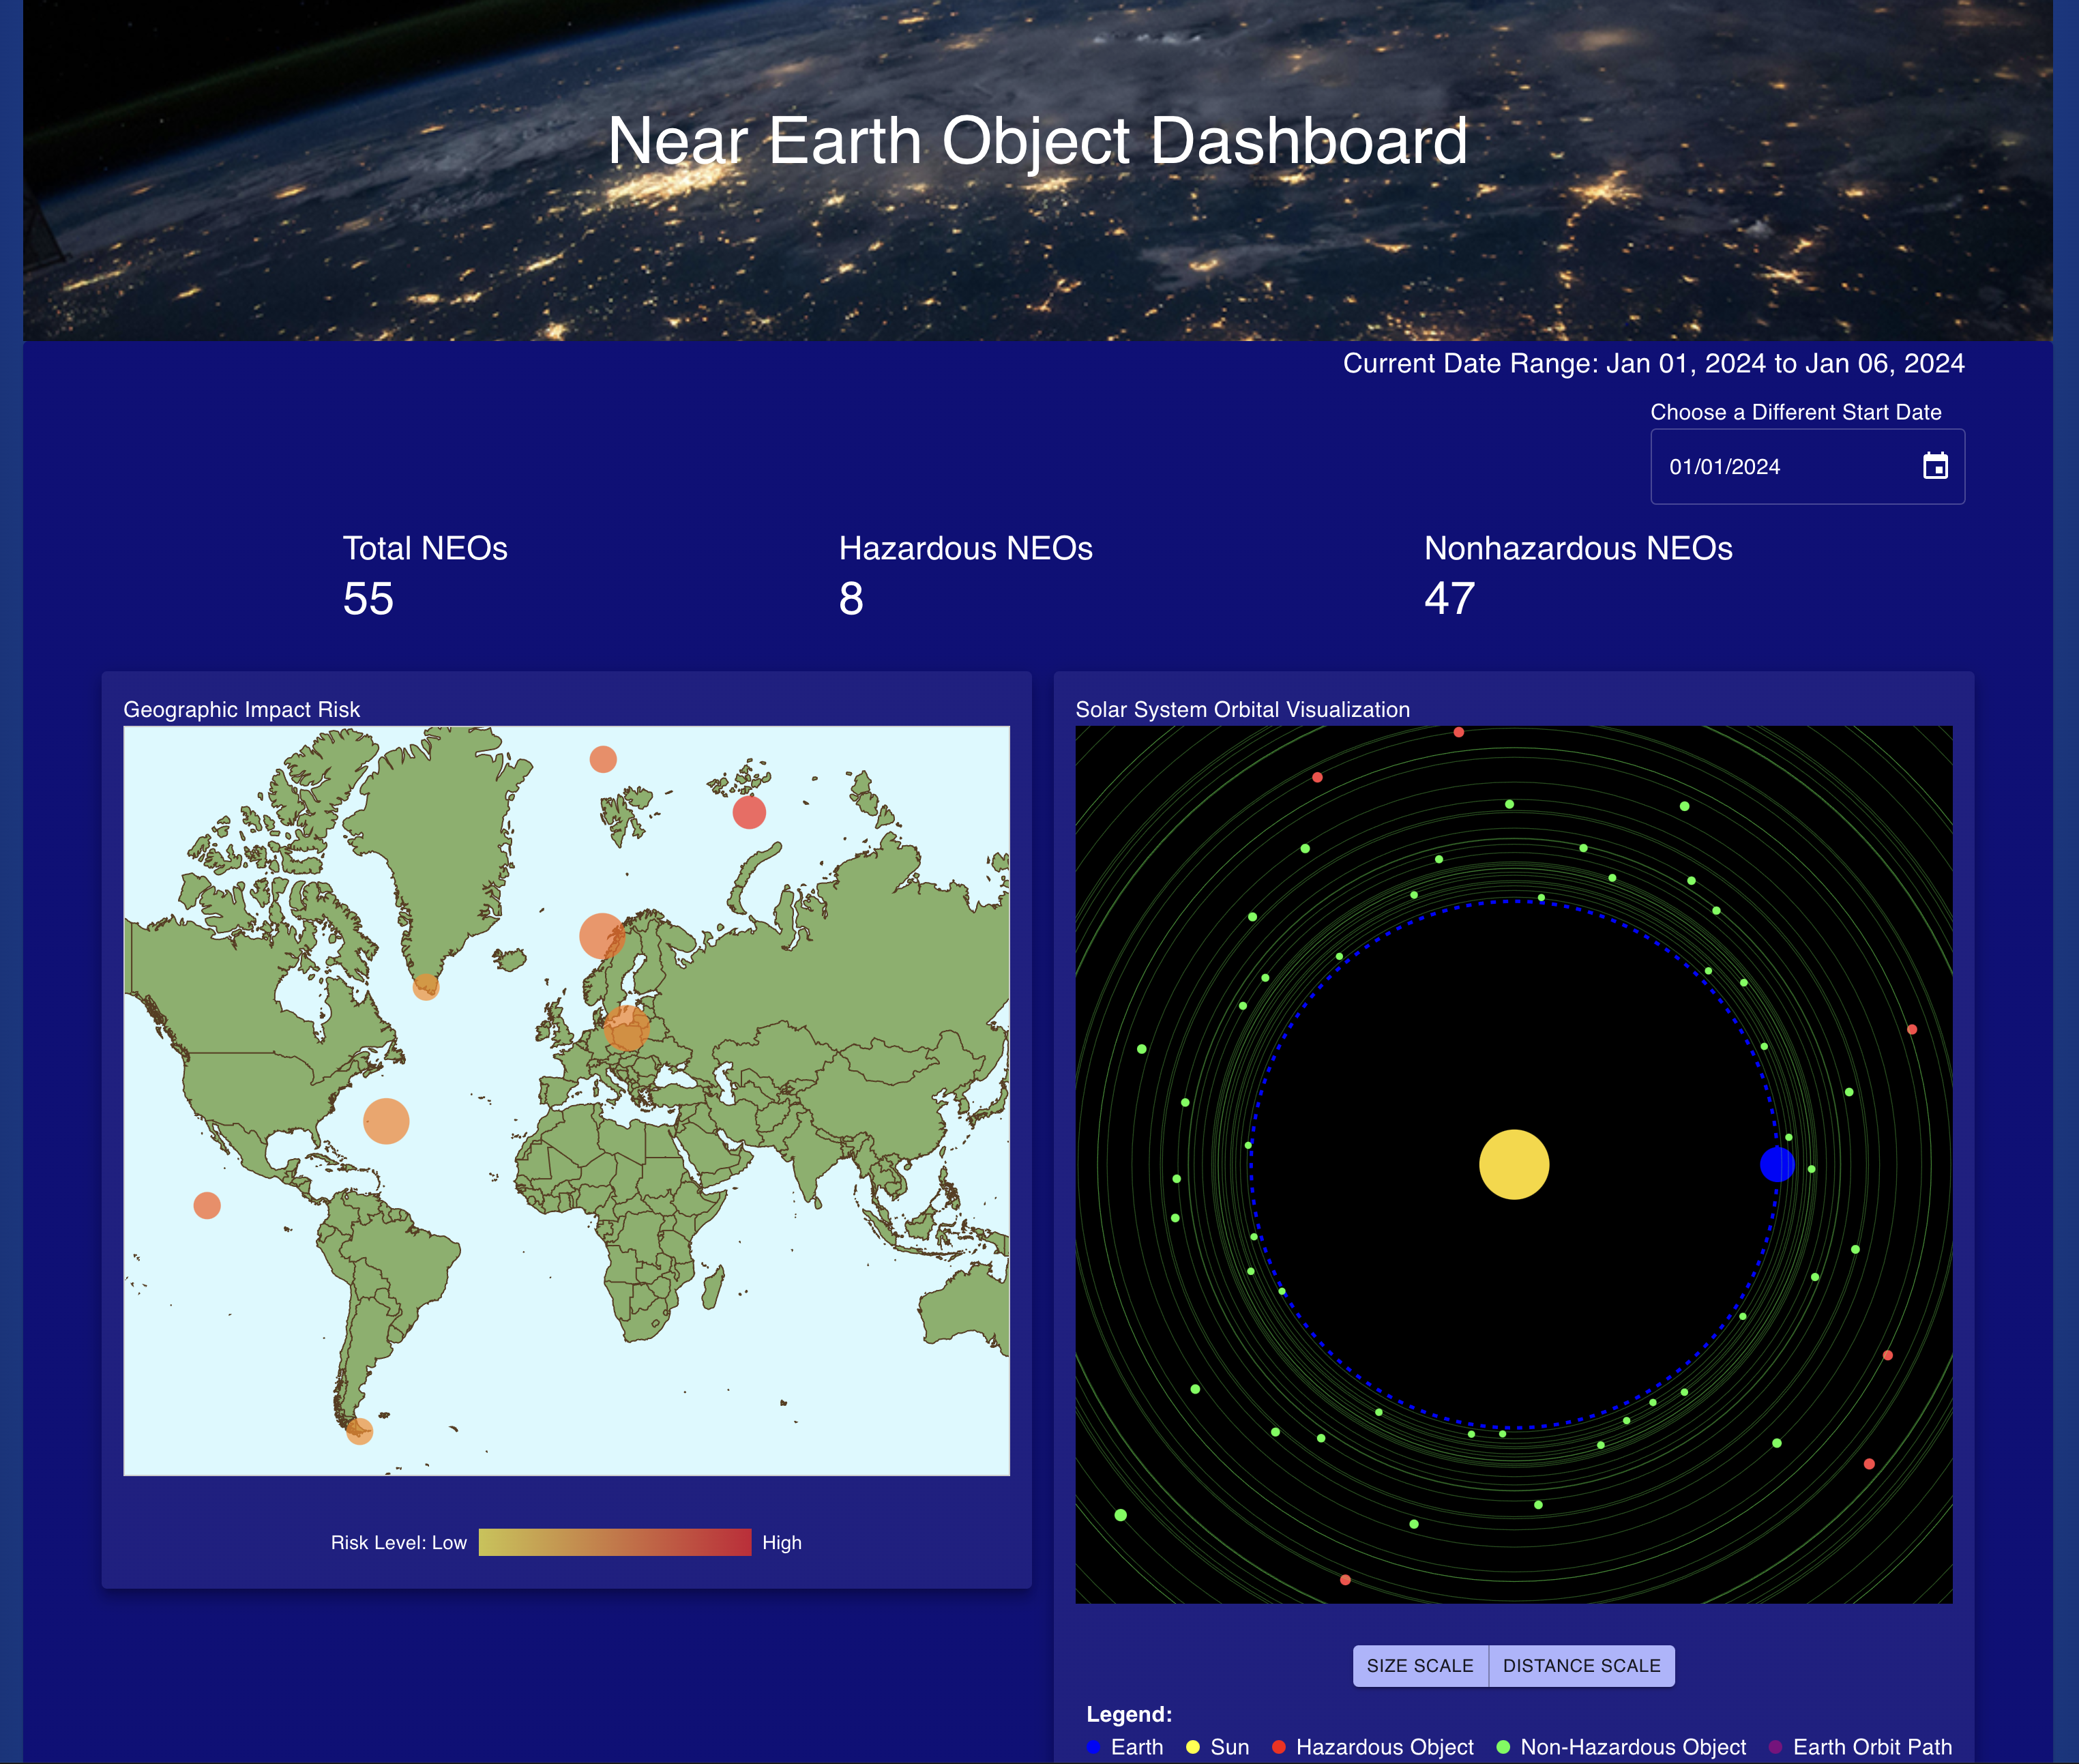 Near Earth Object Dashboard
Current Date Range: Jan 01, 2024 to Jan 06, 2024
Choose a Different Start Date
01/01/2024
Total NEOs
55
Hazardous NEOs
8
Nonhazardous NEOs
47
Geographic Impact Risk
Risk Level: Low High
Solar System Orbital Visualization
SIZE SCALE DISTANCE SCALE
Legend:
Earth Sun Hazardous Object Non-Hazardous Object Earth Orbit Path